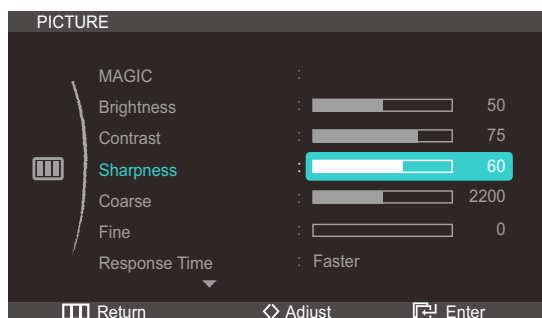 PICTURE
MAGIC :
Brightness : 50
Contrast : 75
Sharpness : 60
Coarse : 2200
Fine : 0
Response Time : Faster
Return Adjust Enter